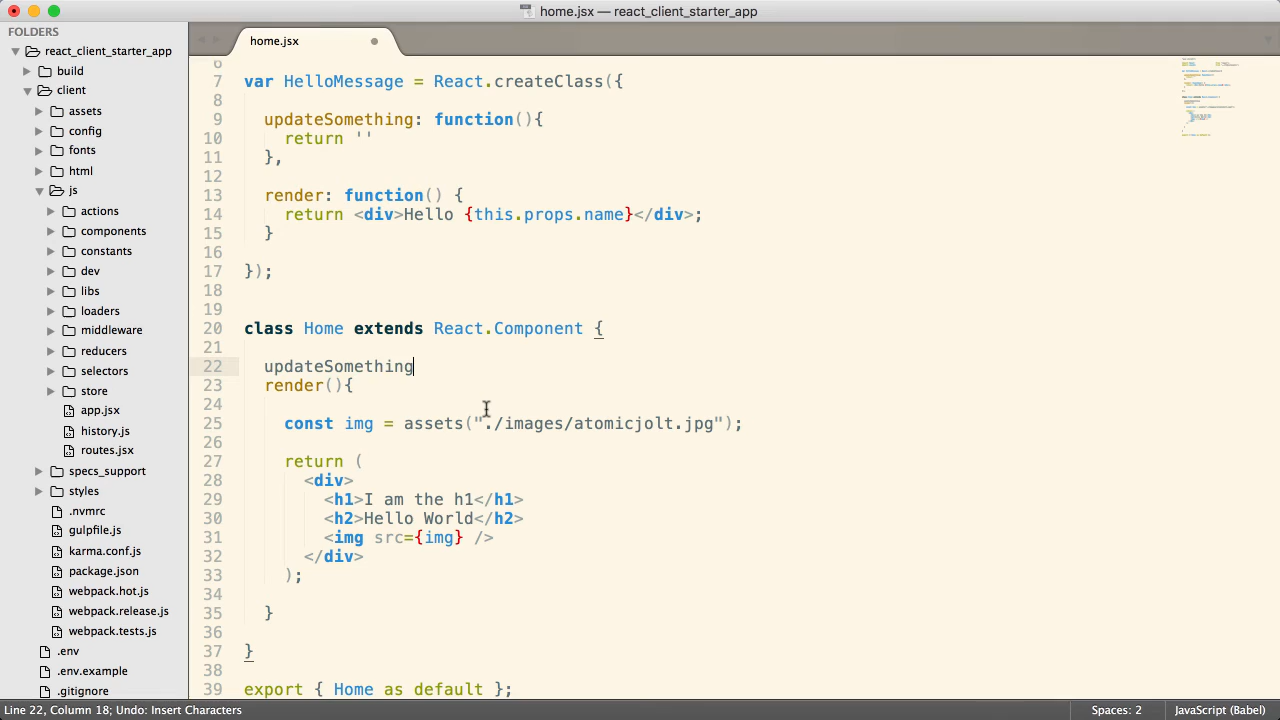 home.jsx — react_client_starter_app
FOLDERS
react_client_starter_app
build
client
assets
config
fonts
html
js
actions
components
constants
dev
libs
loaders
middleware
reducers
selectors
store
app.jsx
history.js
routes.jsx
specs_support
styles
.nvmrc
gulpfile.js
karma.conf.js
package.json
webpack.hot.js
webpack.release.js
webpack.tests.js
.env
.env.example
.gitignore
home.jsx
6
7 var HelloMessage = React.createClass({
8
9 updateSomething: function(){
10 return ''
11 },
12
13 render: function() {
14 return <div>Hello {this.props.name}</div>;
15 }
16
17 });
18
19
20 class Home extends React.Component {
21
22 updateSomething
23 render(){
24
25 const img = assets("./images/atomicjolt.jpg");
26
27 return (
28 <div>
29 <h1>I am the h1</h1>
30 <h2>Hello World</h2>
31 <img src={img} />
32 </div>
33 );
34
35 }
36
37 }
38
39 export { Home as default };
Line 22, Column 18; Undo: Insert Characters
Spaces: 2
JavaScript (Babel)